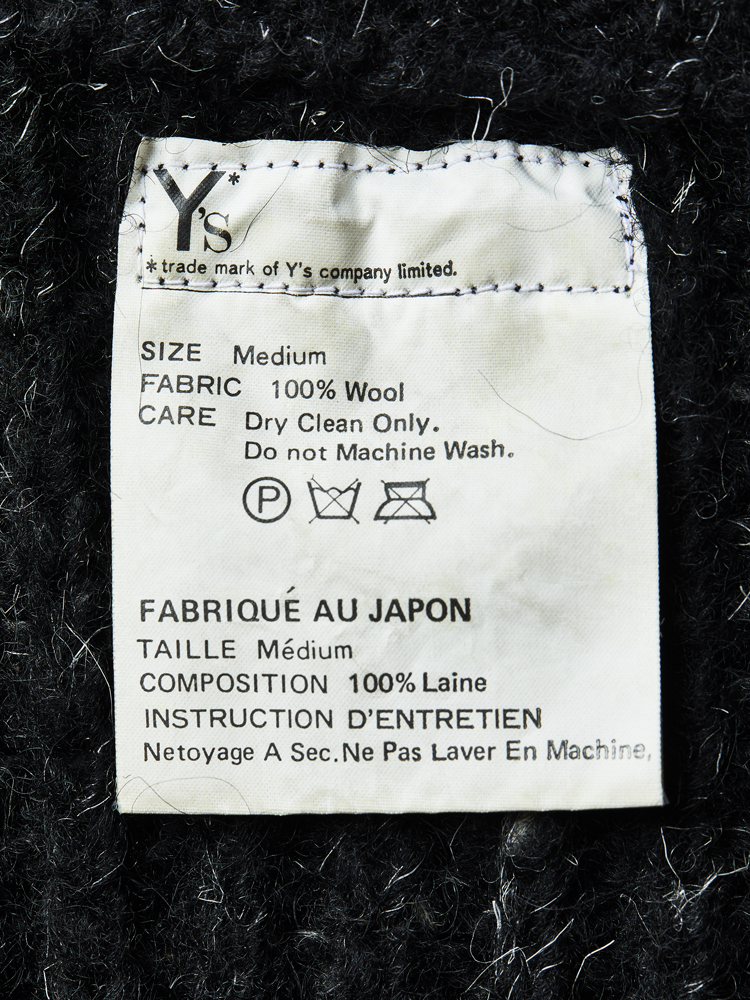 Y's*
*trade mark of Y's company limited.
SIZE Medium
FABRIC 100% Wool
CARE Dry Clean Only.
Do not Machine Wash.
P
FABRIQUÉ AU JAPON
TAILLE Médium
COMPOSITION 100% Laine
INSTRUCTION D'ENTRETIEN
Netoyage A Sec. Ne Pas Laver En Machine,